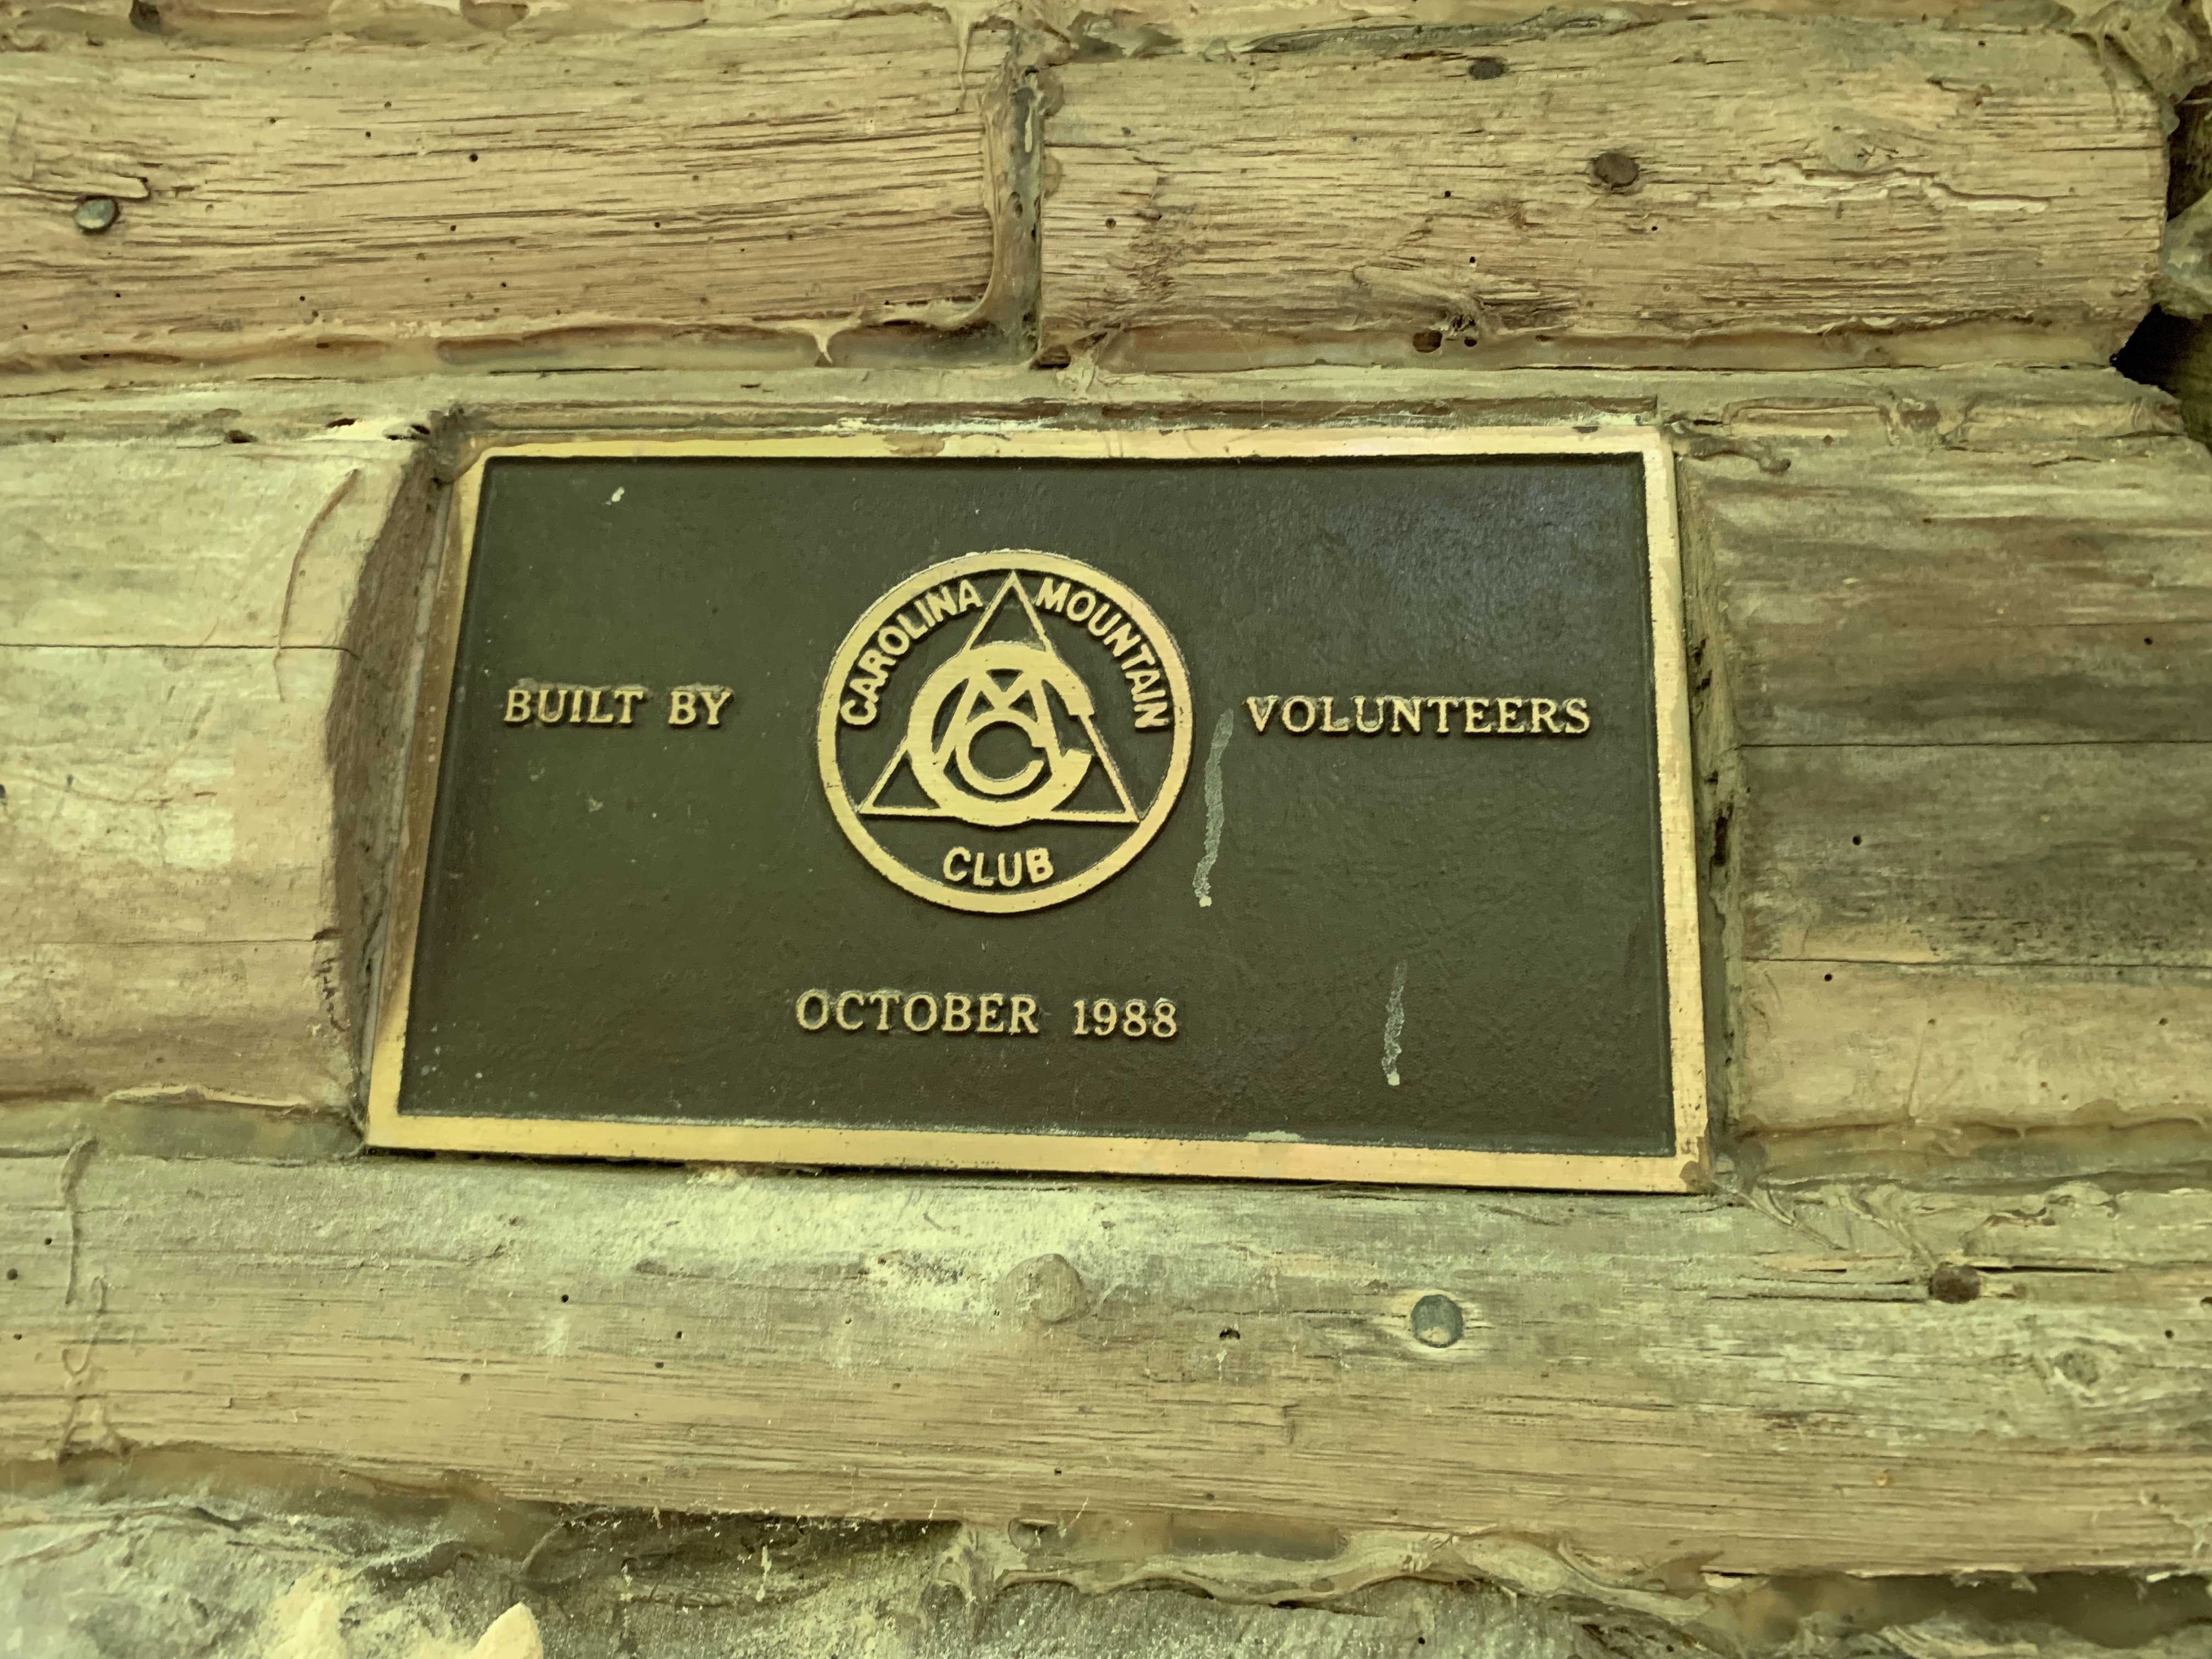 CAROLINA MOUNTAIN
CMC
BUILT BY VOLUNTEERS
CLUB
OCTOBER 1988